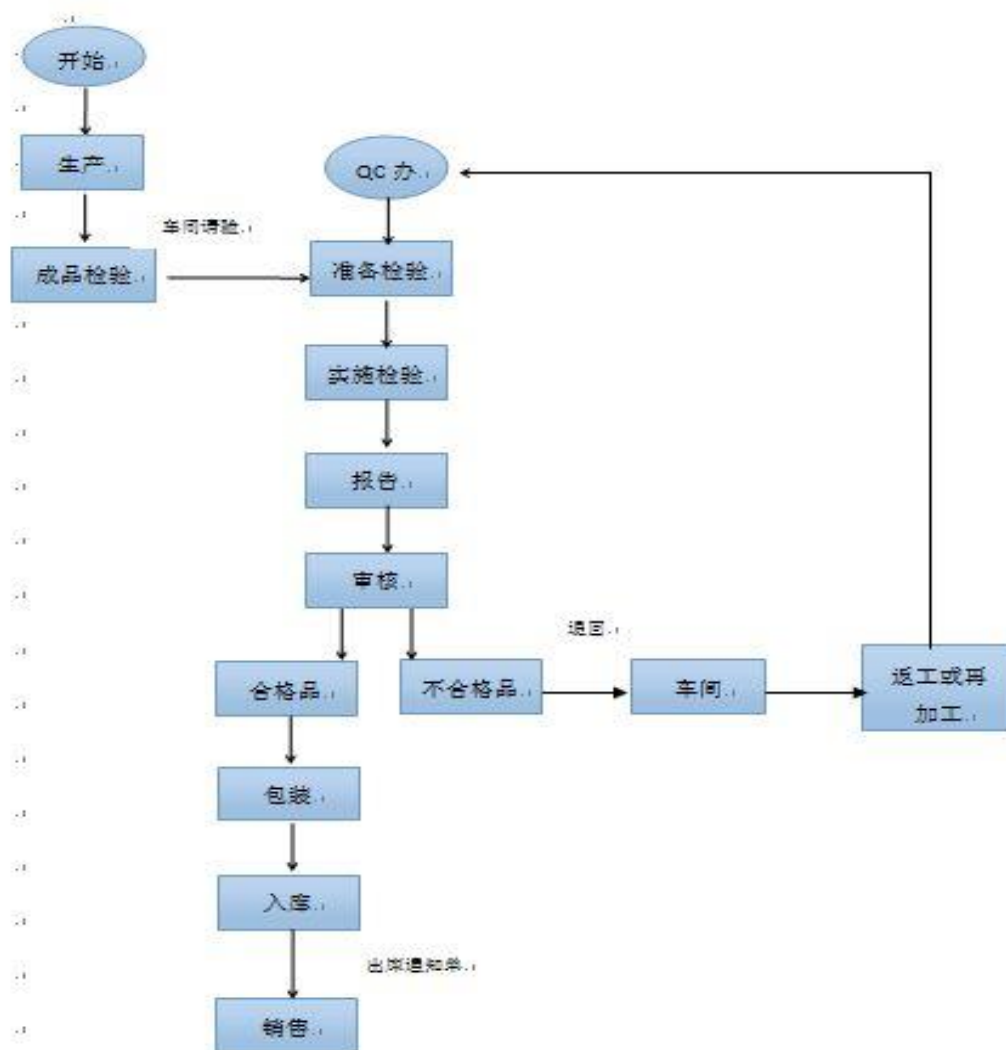 开始
生产
QC 办
车间请验
成品检验
准备检验
实施检验
报告
审核
退回
合格品
不合格品
车间
返工或再
加工
包装
入库
出库通知单
销售